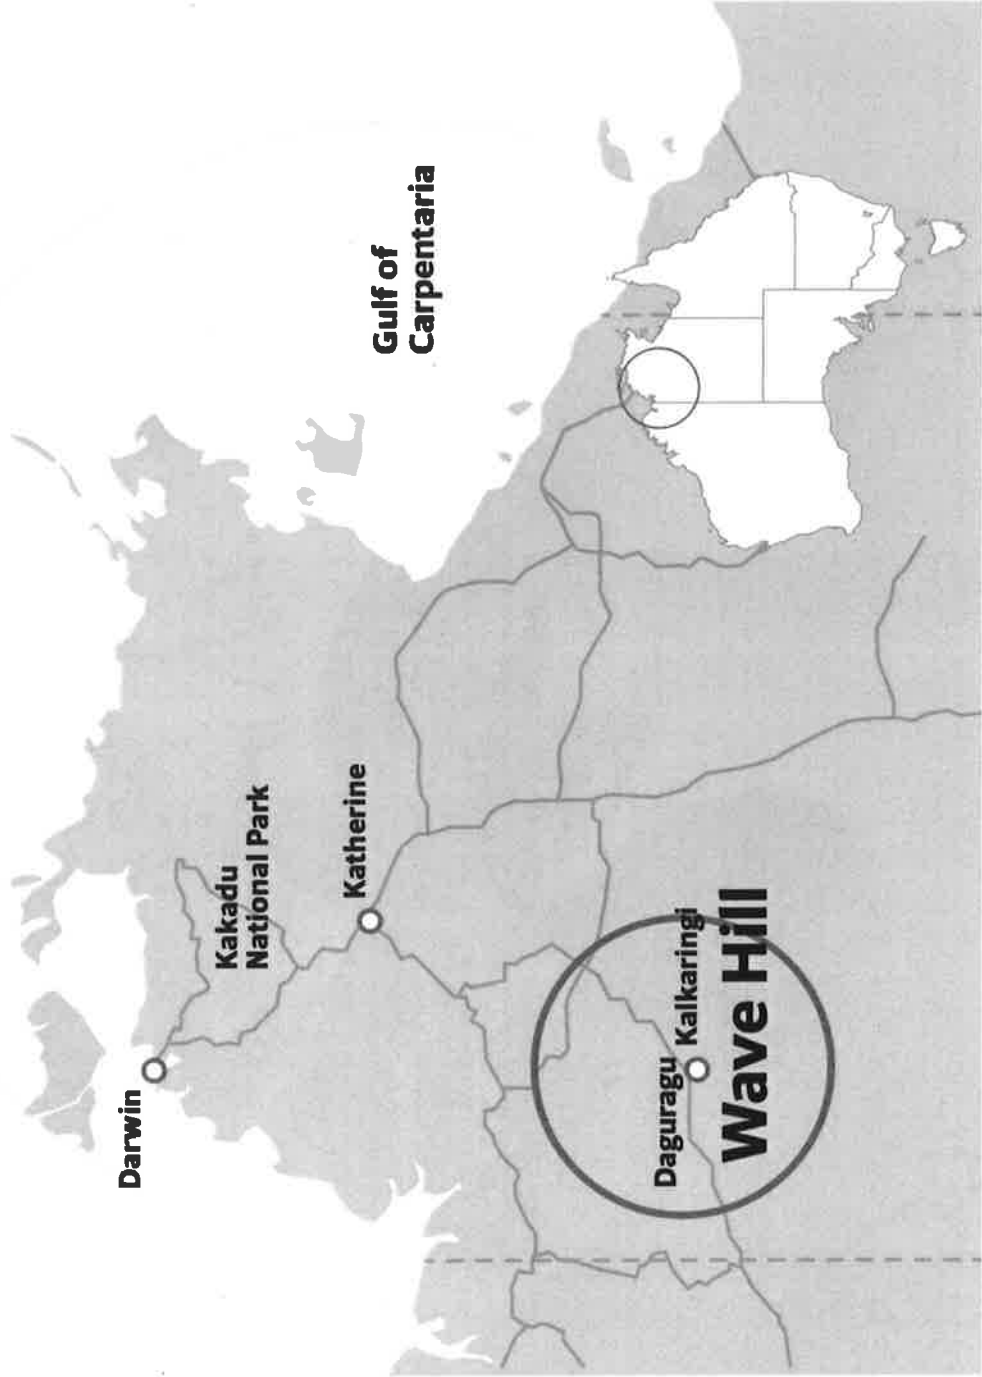 Darwin
Kakadu
National Park
Katherine
Gulf of
Carpentaria
Daguragu
Kalkaringi
Wave Hill